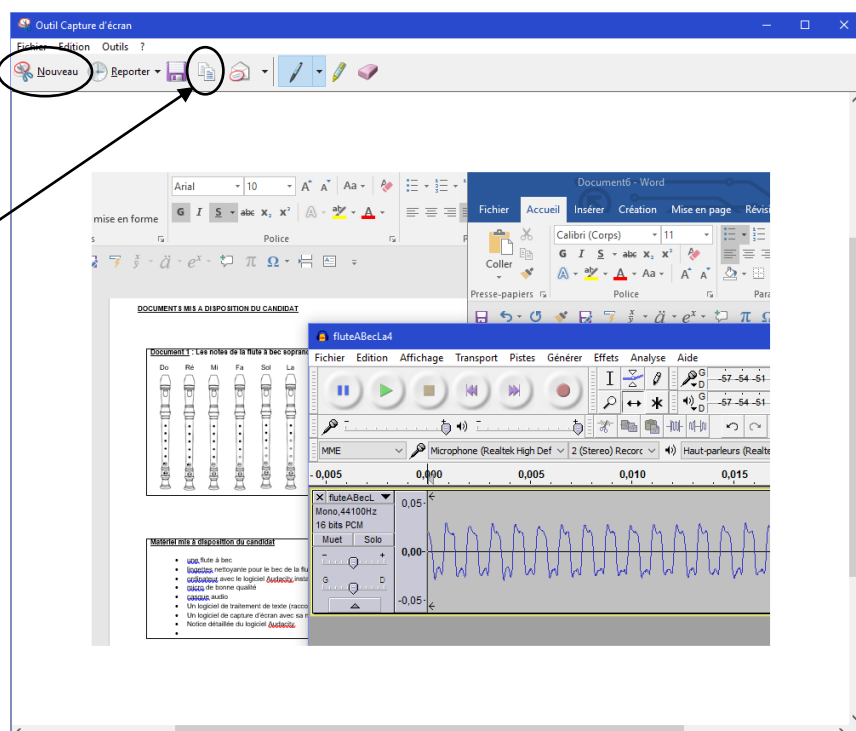 Outil Capture d'écran
Fichier Edition Outils ?
Nouveau Reporter
Arial 10 Aa
mise en forme
G I S abc x₂ x² A aby A
Police
Document6 - Word
Fichier Accueil Insérer Création Mise en page
Coller
Calibri (Corps) 11
G I S abc x₂ x²
A aby A Aa A A
Presse-papiers Police Para
DOCUMENTS MIS A DISPOSITION DU CANDIDAT
Document 1 : Les notes de la flute à bec soprano
Do Ré Mi Fa Sol La
fluteABecLa4
Fichier Edition Affichage Transport Pistes Générer Effets Analyse Aide
G
D
-57 -54 -51
G
D
-57 -54 -51
MME Microphone (Realtek High Def 2 (Stereo) Recorc Haut-parleurs (Realte
-0,005 0,000 0,005 0,010 0,015
fluteABecL
Mono,44100Hz
16 bits PCM
Muet Solo
- +
G D
0,05-
0,00-
-0,05-
Matériel mis à disposition du candidat
• une flute à bec
• lingettes nettoyante pour le bec de la flu
• ordinateur avec le logiciel Audacity insta
• micro de bonne qualité
• casque audio
• Un logiciel de traitement de texte (racco
• Un logiciel de capture d'écran avec sa n
• Notice détaillée du logiciel Audacity.